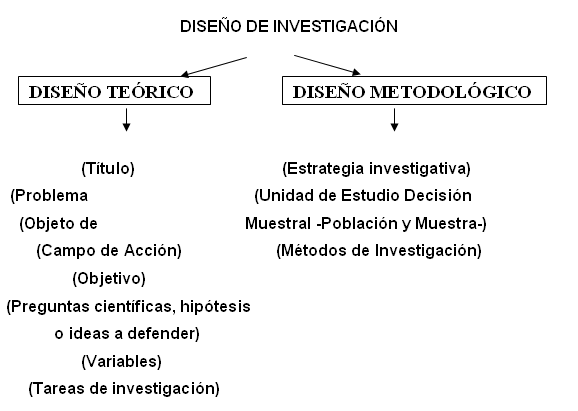 DISEÑO DE INVESTIGACIÓN
DISEÑO TEÓRICO
(Título)
(Problema
(Objeto de
(Campo de Acción)
(Objetivo)
(Preguntas científicas, hipótesis
o ideas a defender)
(Variables)
(Tareas de investigación)
DISEÑO METODOLÓGICO
(Estrategia investigativa)
(Unidad de Estudio Decisión
Muestral -Población y Muestra-)
(Métodos de Investigación)